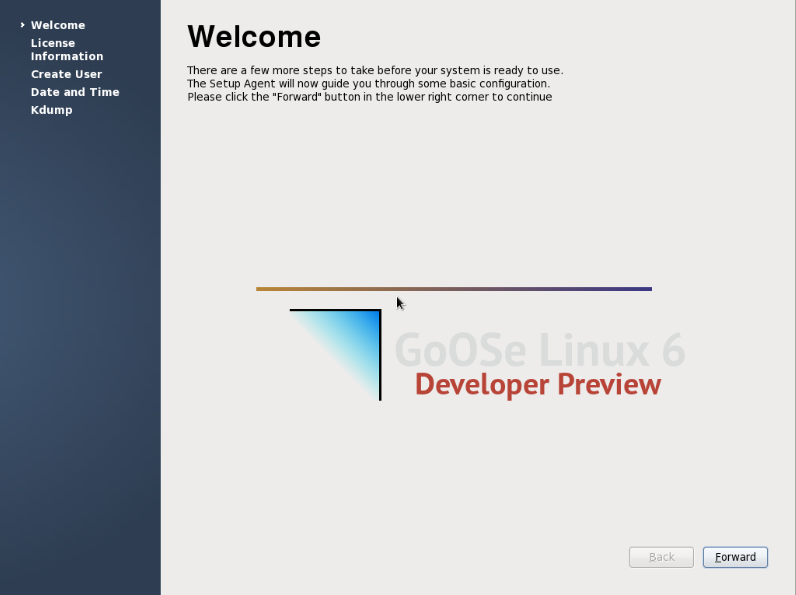 Welcome
License
Information
Create User
Date and Time
Kdump
Welcome
There are a few more steps to take before your system is ready to use.
The Setup Agent will now guide you through some basic configuration.
Please click the "Forward" button in the lower right corner to continue
GoOSe Linux 6
Developer Preview
Back
Forward